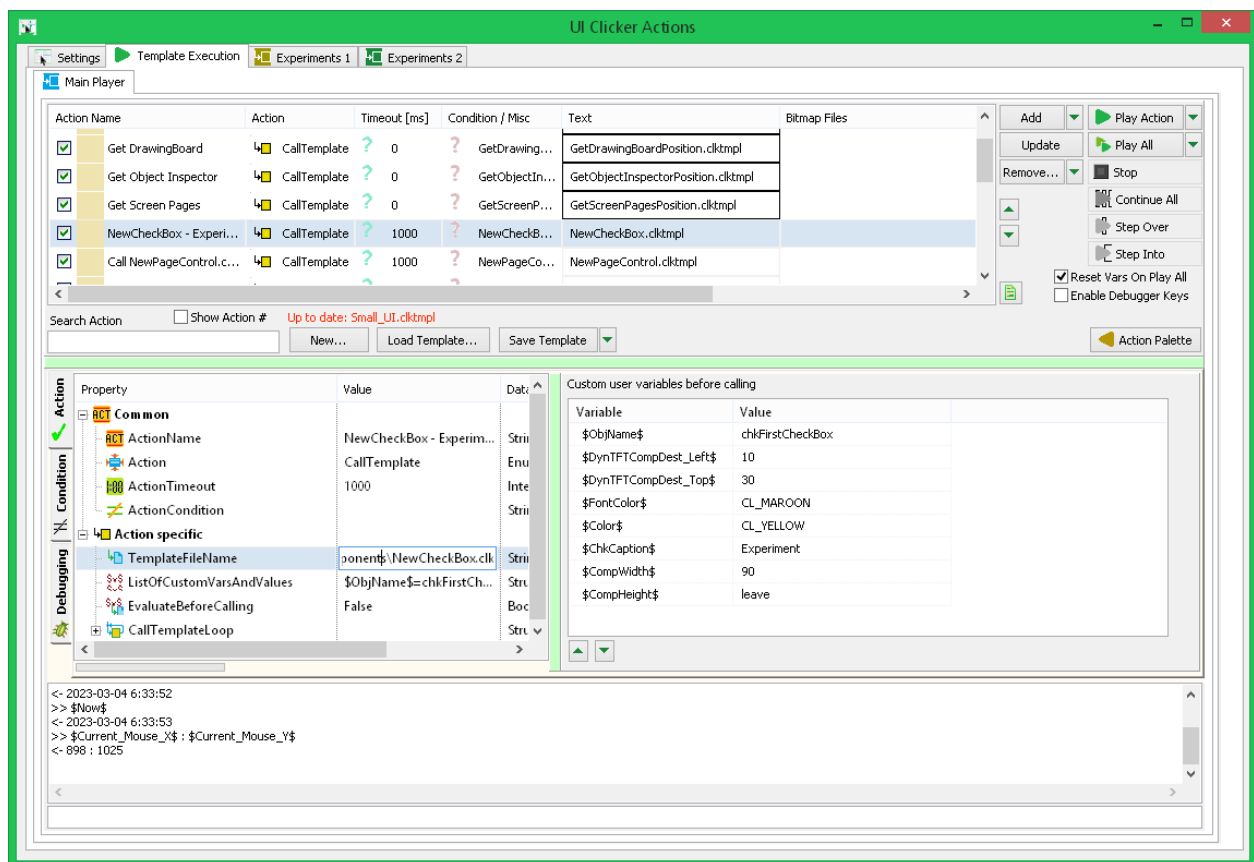 UI Clicker Actions
Settings Template Execution Experiments 1 Experiments 2
Main Player
Action Name Action Timeout [ms] Condition / Misc Text Bitmap Files
Get DrawingBoard CallTemplate ? 0 ? GetDrawing... GetDrawingBoardPosition.clktmpl
Get Object Inspector CallTemplate ? 0 ? GetObjectIn... GetObjectInspectorPosition.clktmpl
Get Screen Pages CallTemplate ? 0 ? GetScreenP... GetScreenPagesPosition.clktmpl
NewCheckBox - Experi... CallTemplate ? 1000 ? NewCheckB... NewCheckBox.clktmpl
Call NewPageControl.c... CallTemplate ? 1000 ? NewPageCo... NewPageControl.clktmpl
Add Play Action
Update Play All
Remove... Stop
Continue All
Step Over
Step Into
Reset Vars On Play All
Enable Debugger Keys
Search Action Show Action # Up to date: Small_UI.clktmpl
New... Load Template... Save Template Action Palette
Action
Condition
Debugging
Property Value Data
ACT Common
ACT ActionName NewCheckBox - Experim... Stri
Action CallTemplate Enu
ActionTimeout 1000 Inte
ActionCondition Stri
Action specific
TemplateFileName ponents\NewCheckBox.clk Stri
ListOfCustomVarsAndValues $ObjName$=chkFirstCh... Stru
EvaluateBeforeCalling False Boc
CallTemplateLoop Stru
Custom user variables before calling
Variable Value
$ObjName$ chkFirstCheckBox
$DynTFTCompDest_Left$ 10
$DynTFTCompDest_Top$ 30
$FontColor$ CL_MAROON
$Color$ CL_YELLOW
$ChkCaption$ Experiment
$CompWidth$ 90
$CompHeight$ leave
<- 2023-03-04 6:33:52
>> $Now$
<- 2023-03-04 6:33:53
>> $Current_Mouse_X$ : $Current_Mouse_Y$
<- 898 : 1025